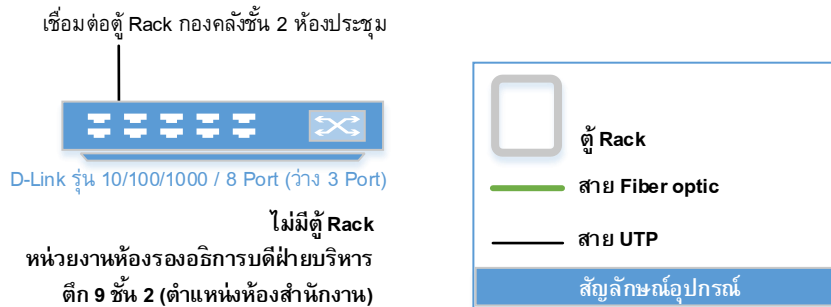 เชื่อมต่อตู้ Rack กองคลังชั้น 2 ห้องประชุม
D-Link รุ่น 10/100/1000 / 8 Port (ว่าง 3 Port)
ไม่มีตู้ Rack
หน่วยงานห้องรองอธิการบดีฝ่ายบริหาร
ตึก 9 ชั้น 2 (ตำแหน่งห้องสำนักงาน)
ตู้ Rack
สาย Fiber optic
สาย UTP
สัญลักษณ์อุปกรณ์